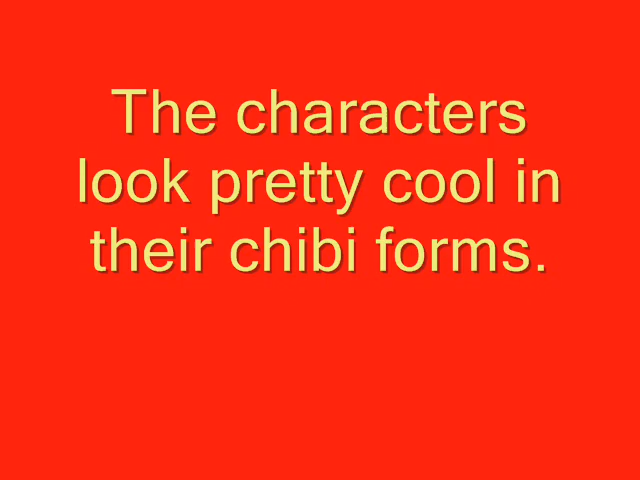 The characters
look pretty cool in
their chibi forms.